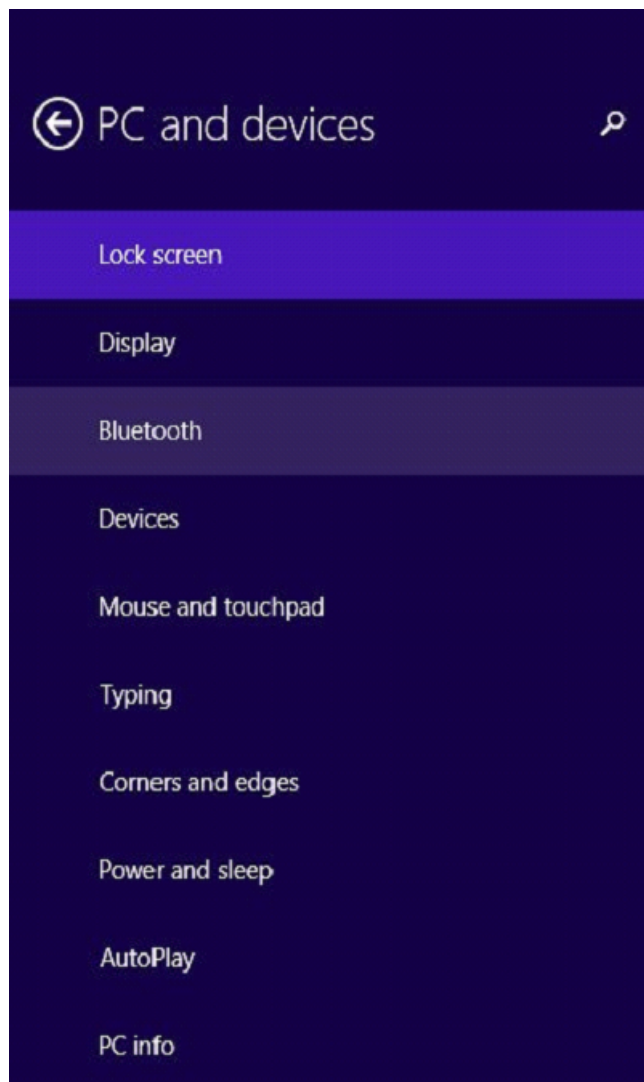 PC and devices
Lock screen
Display
Bluetooth
Devices
Mouse and touchpad
Typing
Corners and edges
Power and sleep
AutoPlay
PC info